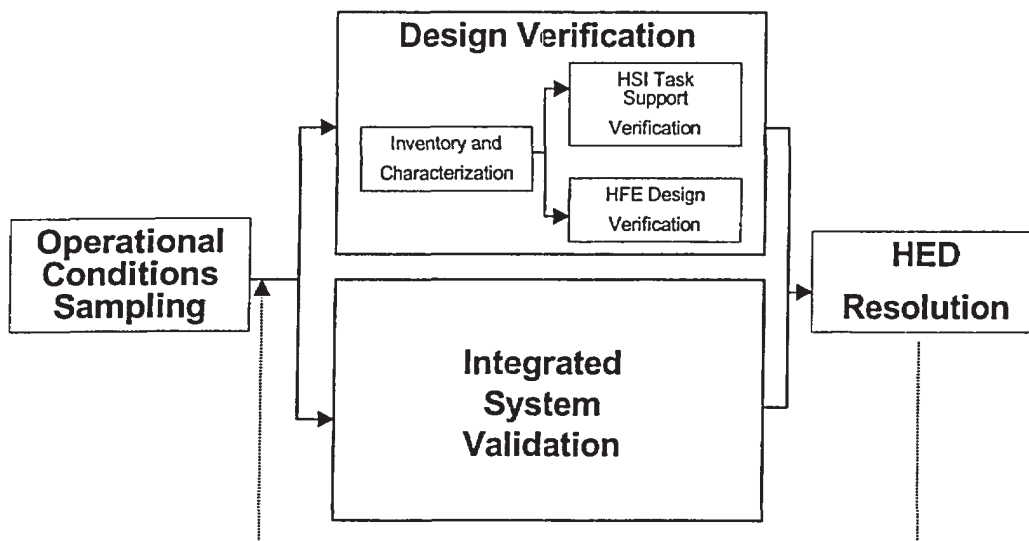 Design Verification
HSI Task
Support
Verification
Inventory and
Characterization
HFE Design
Verification
Operational
Conditions
Sampling
HED
Resolution
Integrated
System
Validation